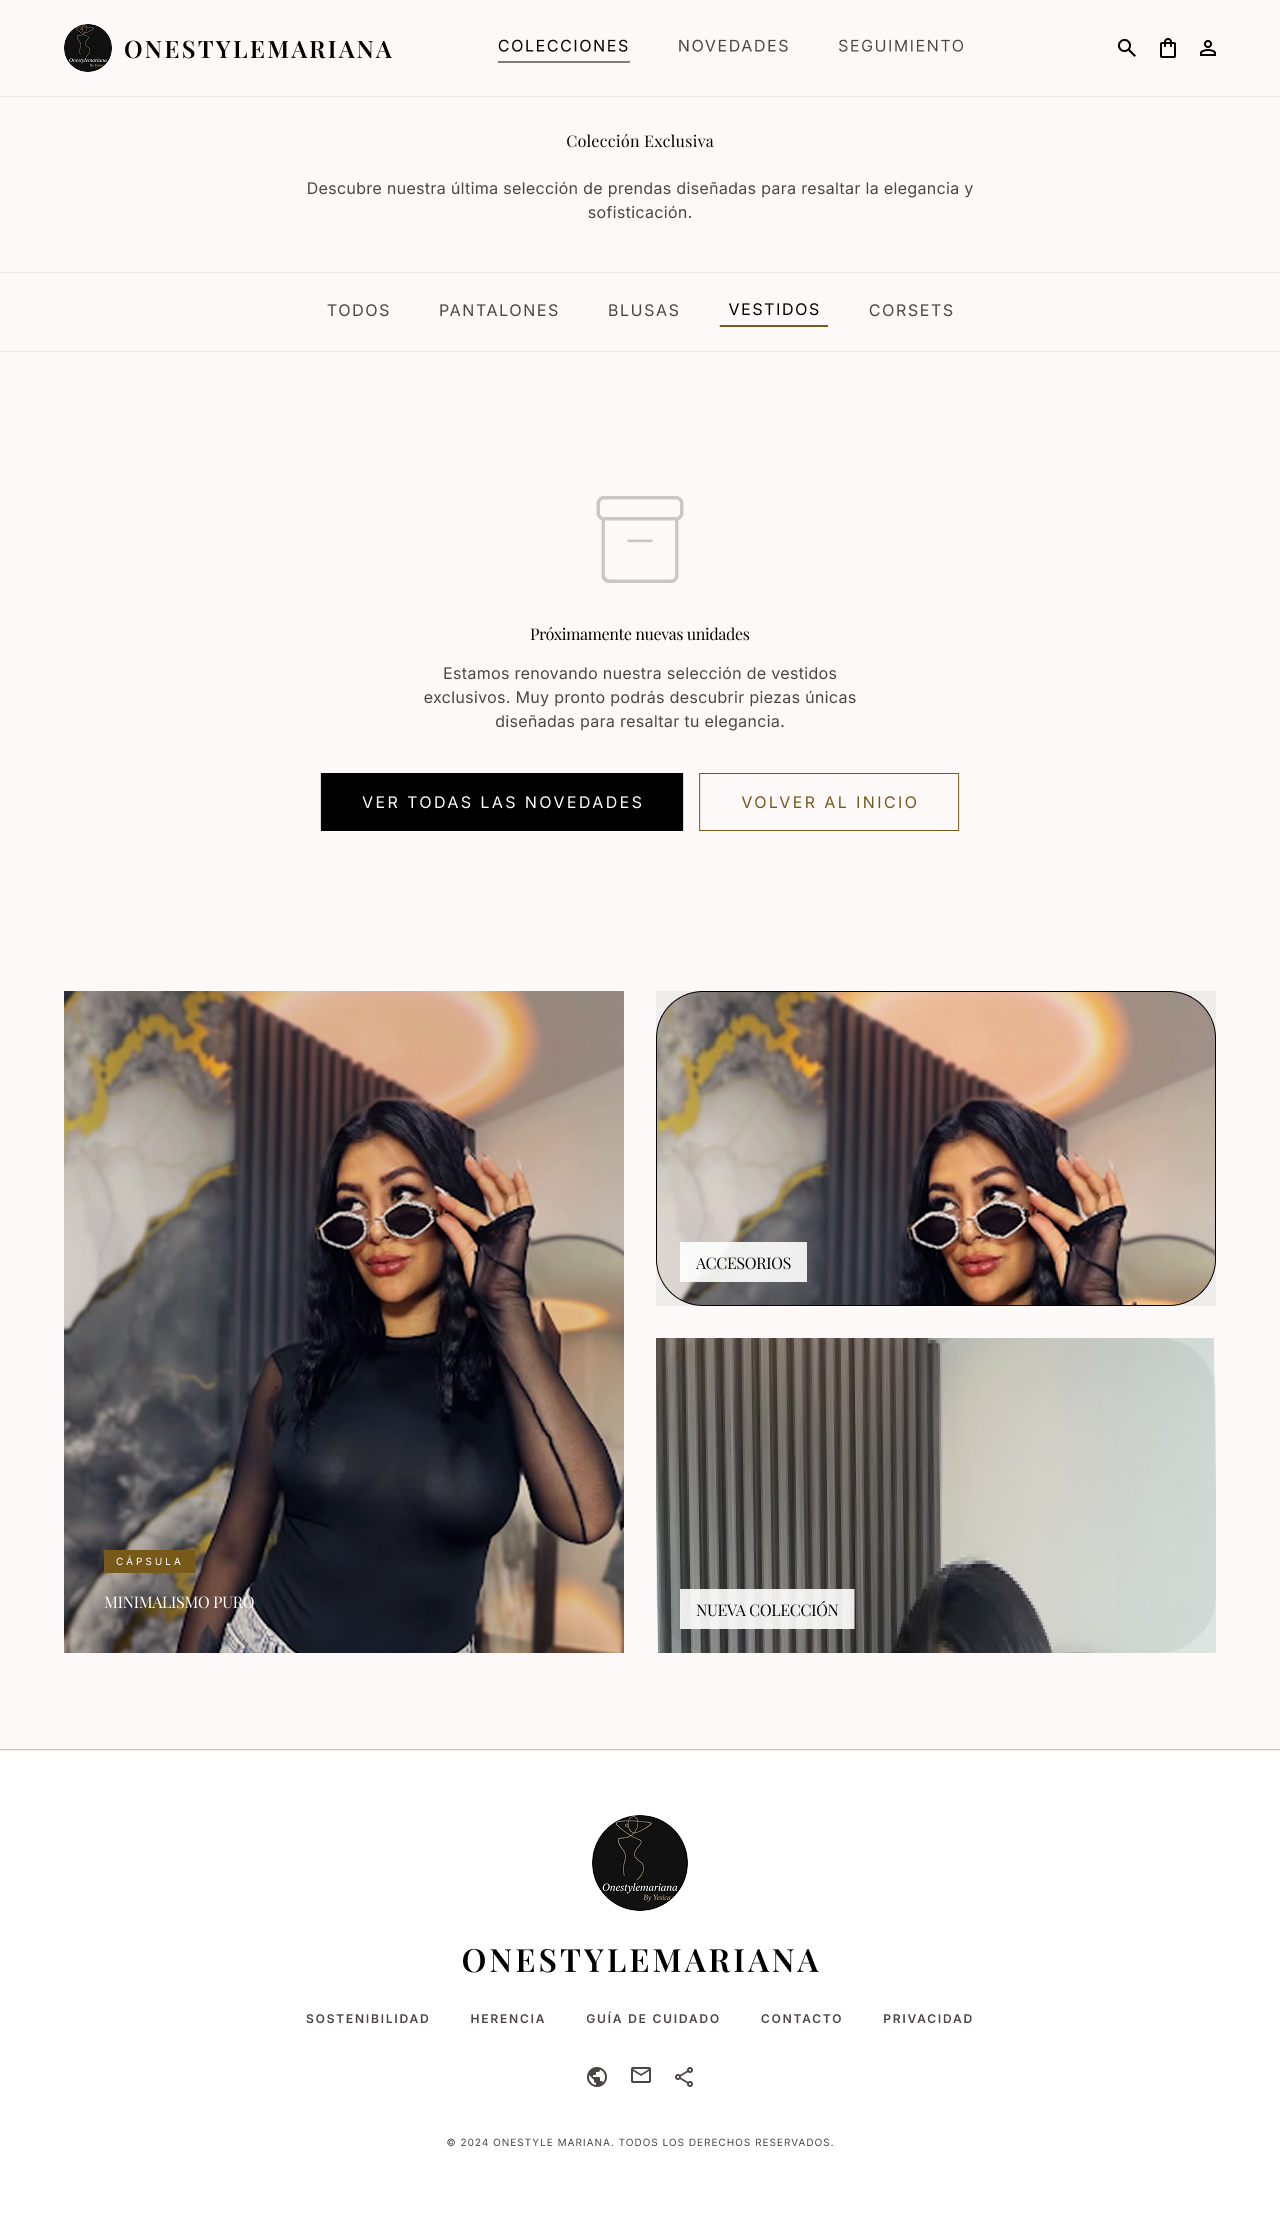 Onestylemariana
ONESTYLEMARIANA
COLECCIONES
NOVEDADES
SEGUIMIENTO
Colección Exclusiva
Descubre nuestra última selección de prendas diseñadas para resaltar la elegancia y
sofisticación.
TODOS
PANTALONES
BLUSAS
VESTIDOS
CORSETS
Próximamente nuevas unidades
Estamos renovando nuestra selección de vestidos
exclusivos. Muy pronto podrás descubrir piezas únicas
diseñadas para resaltar tu elegancia.
VER TODAS LAS NOVEDADES
VOLVER AL INICIO
CÁPSULA
MINIMALISMO PURO
ACCESORIOS
NUEVA COLECCIÓN
Onestylemariana
By Yesica
ONESTYLEMARIANA
SOSTENIBILIDAD
HERENCIA
GUÍA DE CUIDADO
CONTACTO
PRIVACIDAD
© 2024 ONESTYLE MARIANA. TODOS LOS DERECHOS RESERVADOS.